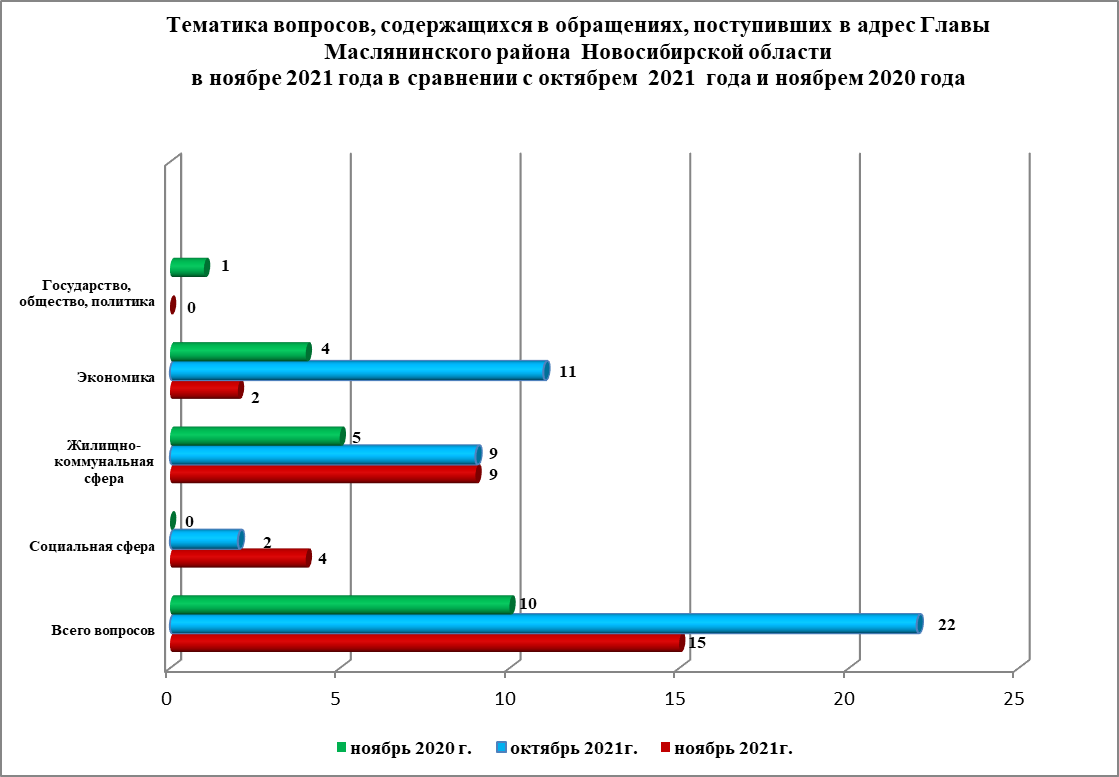 Тематика вопросов, содержащихся в обращениях, поступивших в адрес Главы
Маслянинского района Новосибирской области
в ноябре 2021 года в сравнении с октябрем 2021 года и ноябрем 2020 года
Государство,
общество, политика
1
0
Экономика
4
11
2
Жилищно-
коммунальная
сфера
5
9
9
Социальная сфера
0
2
4
Всего вопросов
10
22
15
0 5 10 15 20 25
ноябрь 2020 г. октябрь 2021г. ноябрь 2021г.